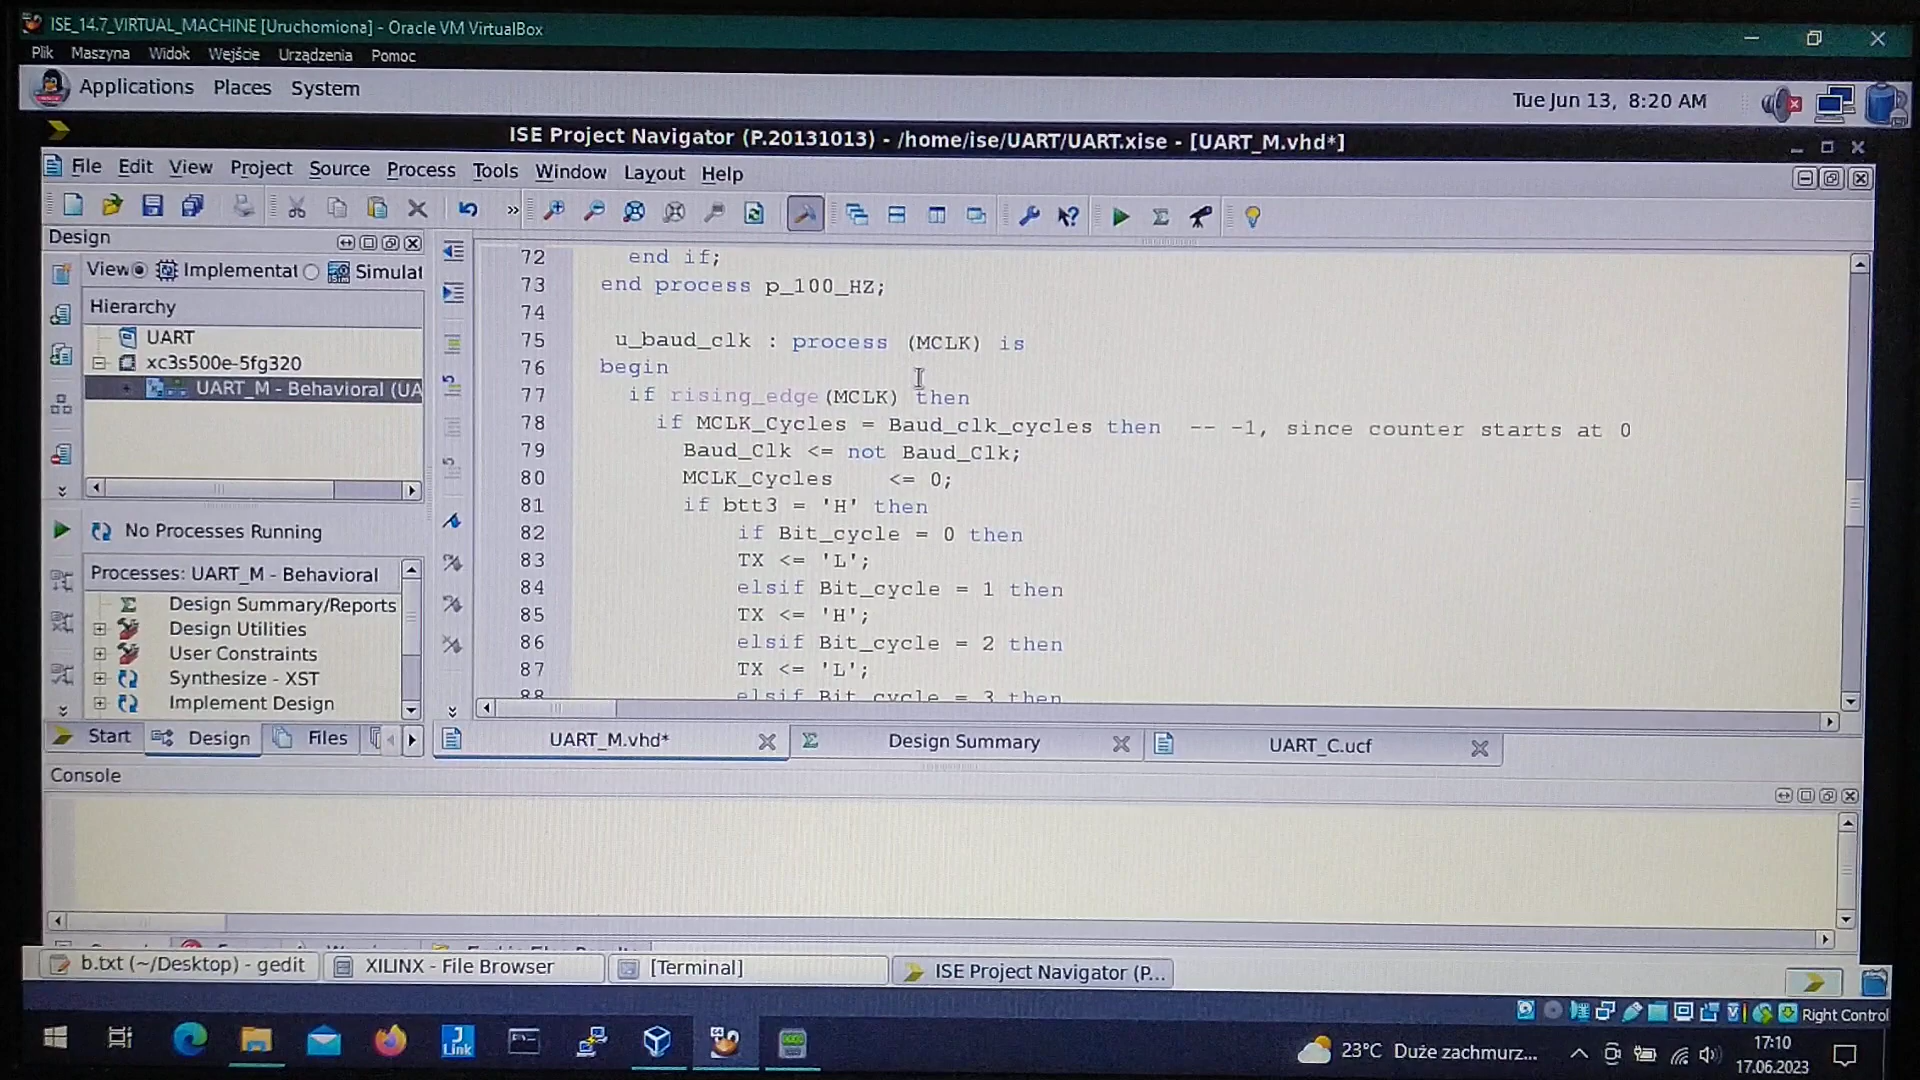 ISE_14.7_VIRTUAL_MACHINE [Uruchomiona] - Oracle VM VirtualBox
Plik Maszyna Widok Wejście Urządzenia Pomoc
Applications Places System
Tue Jun 13, 8:20 AM
ISE Project Navigator (P.20131013) - /home/ise/UART/UART.xise - [UART_M.vhd*]
File Edit View Project Source Process Tools Window Layout Help
Design
View Implementat Simulat
Hierarchy
UART
xc3s500e-5fg320
UART_M - Behavioral (UA
No Processes Running
Processes: UART_M - Behavioral
Design Summary/Reports
Design Utilities
User Constraints
Synthesize - XST
Implement Design
Start Design Files
72 end if;
73 end process p_100_HZ;
74
75 u_baud_clk : process (MCLK) is
76 begin
77 if rising_edge(MCLK) then
78 if MCLK_Cycles = Baud_clk_cycles then -- -1, since counter starts at 0
79 Baud_Clk <= not Baud_Clk;
80 MCLK_Cycles <= 0;
81 if btt3 = 'H' then
82 if Bit_cycle = 0 then
83 TX <= 'L';
84 elsif Bit_cycle = 1 then
85 TX <= 'H';
86 elsif Bit_cycle = 2 then
87 TX <= 'L';
88 elsif Bit_cycle = 3 then
UART_M.vhd* Design Summary UART_C.ucf
Console
b.txt (~/Desktop) - gedit XILINX - File Browser [Terminal] ISE Project Navigator (P...
Right Control
J Link
23°C Duże zachmurz...
17:10
17.06.2023